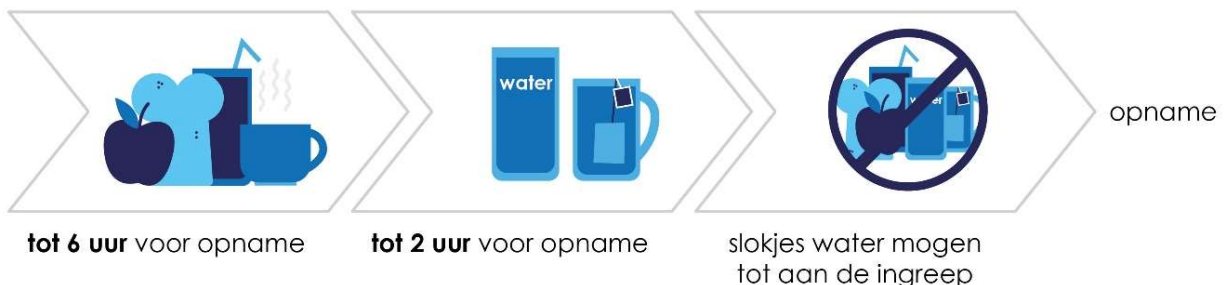 water
water
opname
tot 6 uur voor opname
tot 2 uur voor opname
slokjes water mogen
tot aan de ingreep